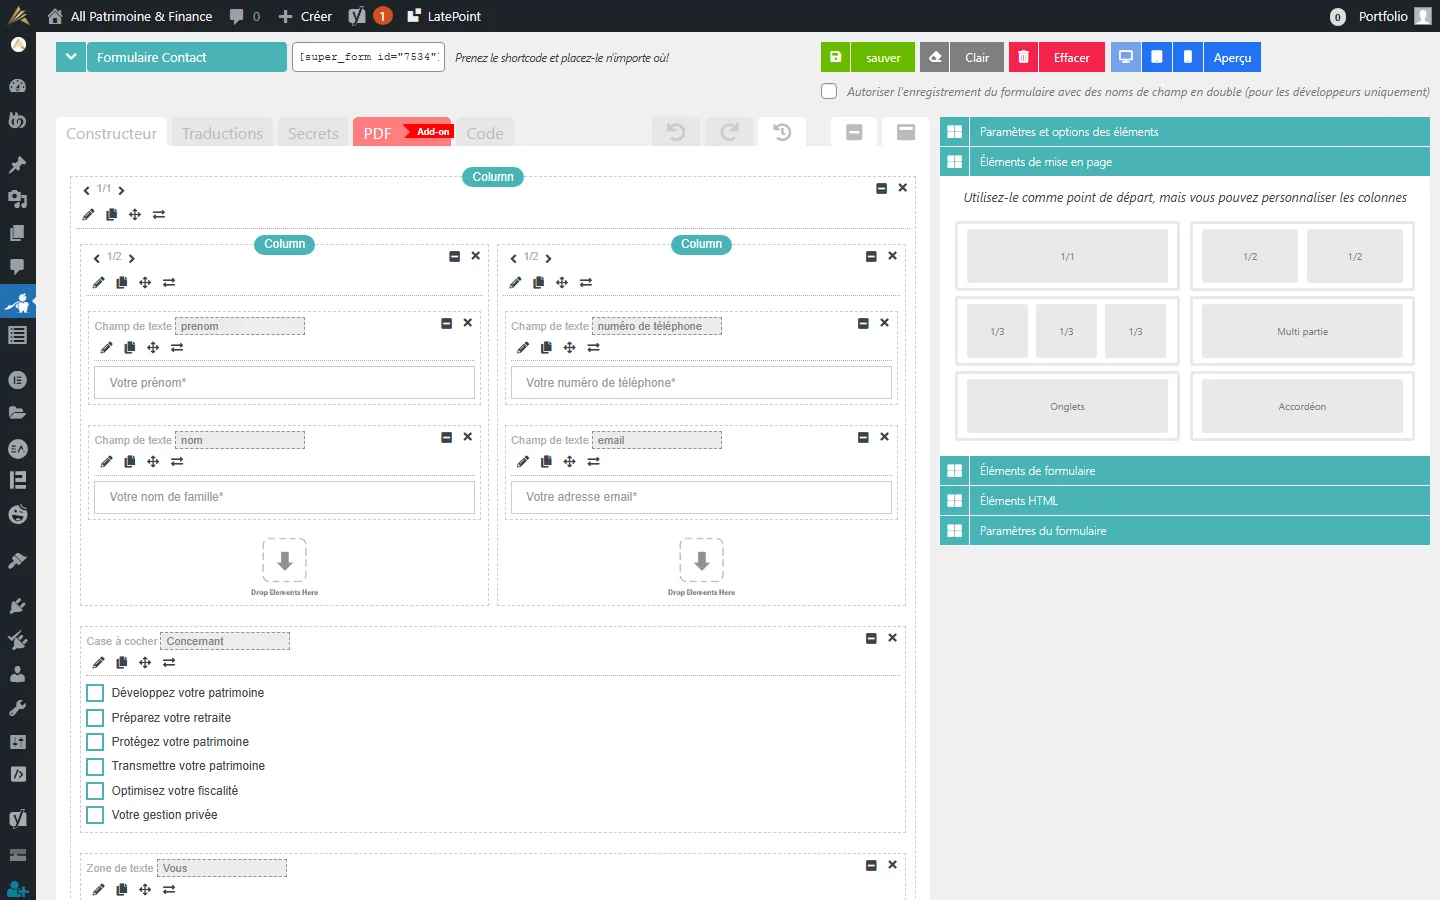 All Patrimoine & Finance 0 Créer 1 LatePoint 0 Portfolio
Formulaire Contact [super_form id="7534"] Prenez le shortcode et placez-le n'importe où! sauver Clair Effacer Aperçu
Autoriser l'enregistrement du formulaire avec des noms de champ en double (pour les développeurs uniquement)
Constructeur Traductions Secrets PDF Add-on Code
Column
1/1
Column
1/2
Champ de texte prenom
Votre prénom*
Champ de texte nom
Votre nom de famille*
Drop Elements Here
Column
1/2
Champ de texte numéro de téléphone
Votre numéro de téléphone*
Champ de texte email
Votre adresse email*
Drop Elements Here
Case à cocher Concernant
Développez votre patrimoine
Préparez votre retraite
Protégez votre patrimoine
Transmettre votre patrimoine
Optimisez votre fiscalité
Votre gestion privée
Zone de texte Vous
Paramètres et options des éléments
Éléments de mise en page
Utilisez-le comme point de départ, mais vous pouvez personnaliser les colonnes
1/1
1/2 1/2
1/3 1/3 1/3
Multi partie
Onglets
Accordéon
Éléments de formulaire
Éléments HTML
Paramètres du formulaire